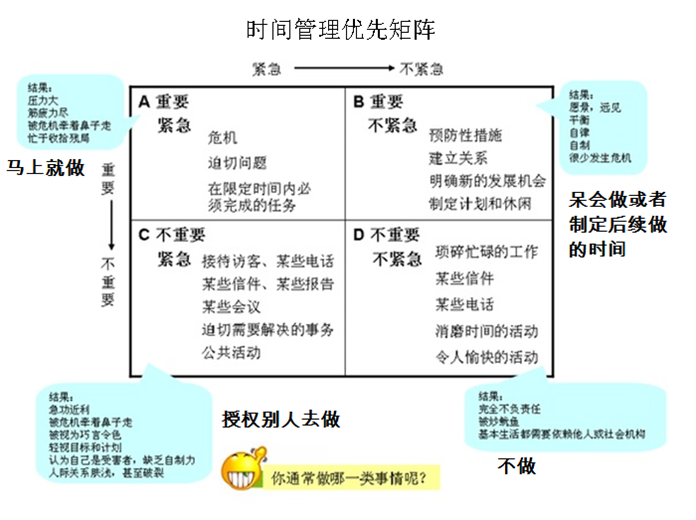 时间管理优先矩阵
紧急
不紧急
结果:
压力大
筋疲力尽
被危机牵着鼻子走
忙于收拾残局
马上就做
重要
不重要
A 重要
紧急
危机
迫切问题
在限定时间内必
须完成的任务
B 重要
不紧急
预防性措施
建立关系
明确新的发展机会
制定计划和休闲
结果:
愿景，远见
平衡
自律
自制
很少发生危机
呆会做或者
制定后续做
的时间
C 不重要
紧急
接待访客、某些电话
某些信件、某些报告
某些会议
迫切需要解决的事务
公共活动
D 不重要
不紧急
琐碎忙碌的工作
某些信件
某些电话
消磨时间的活动
令人愉快的活动
结果:
急功近利
被危机牵着鼻子走
被视为巧言令色
轻视目标和计划
认为自己是受害者，缺乏自制力
人际关系肤浅，甚至破裂
授权别人去做
你通常做哪一类事情呢？
结果:
完全不负责任
被炒鱿鱼
基本生活都需要依赖他人或社会机构
不做